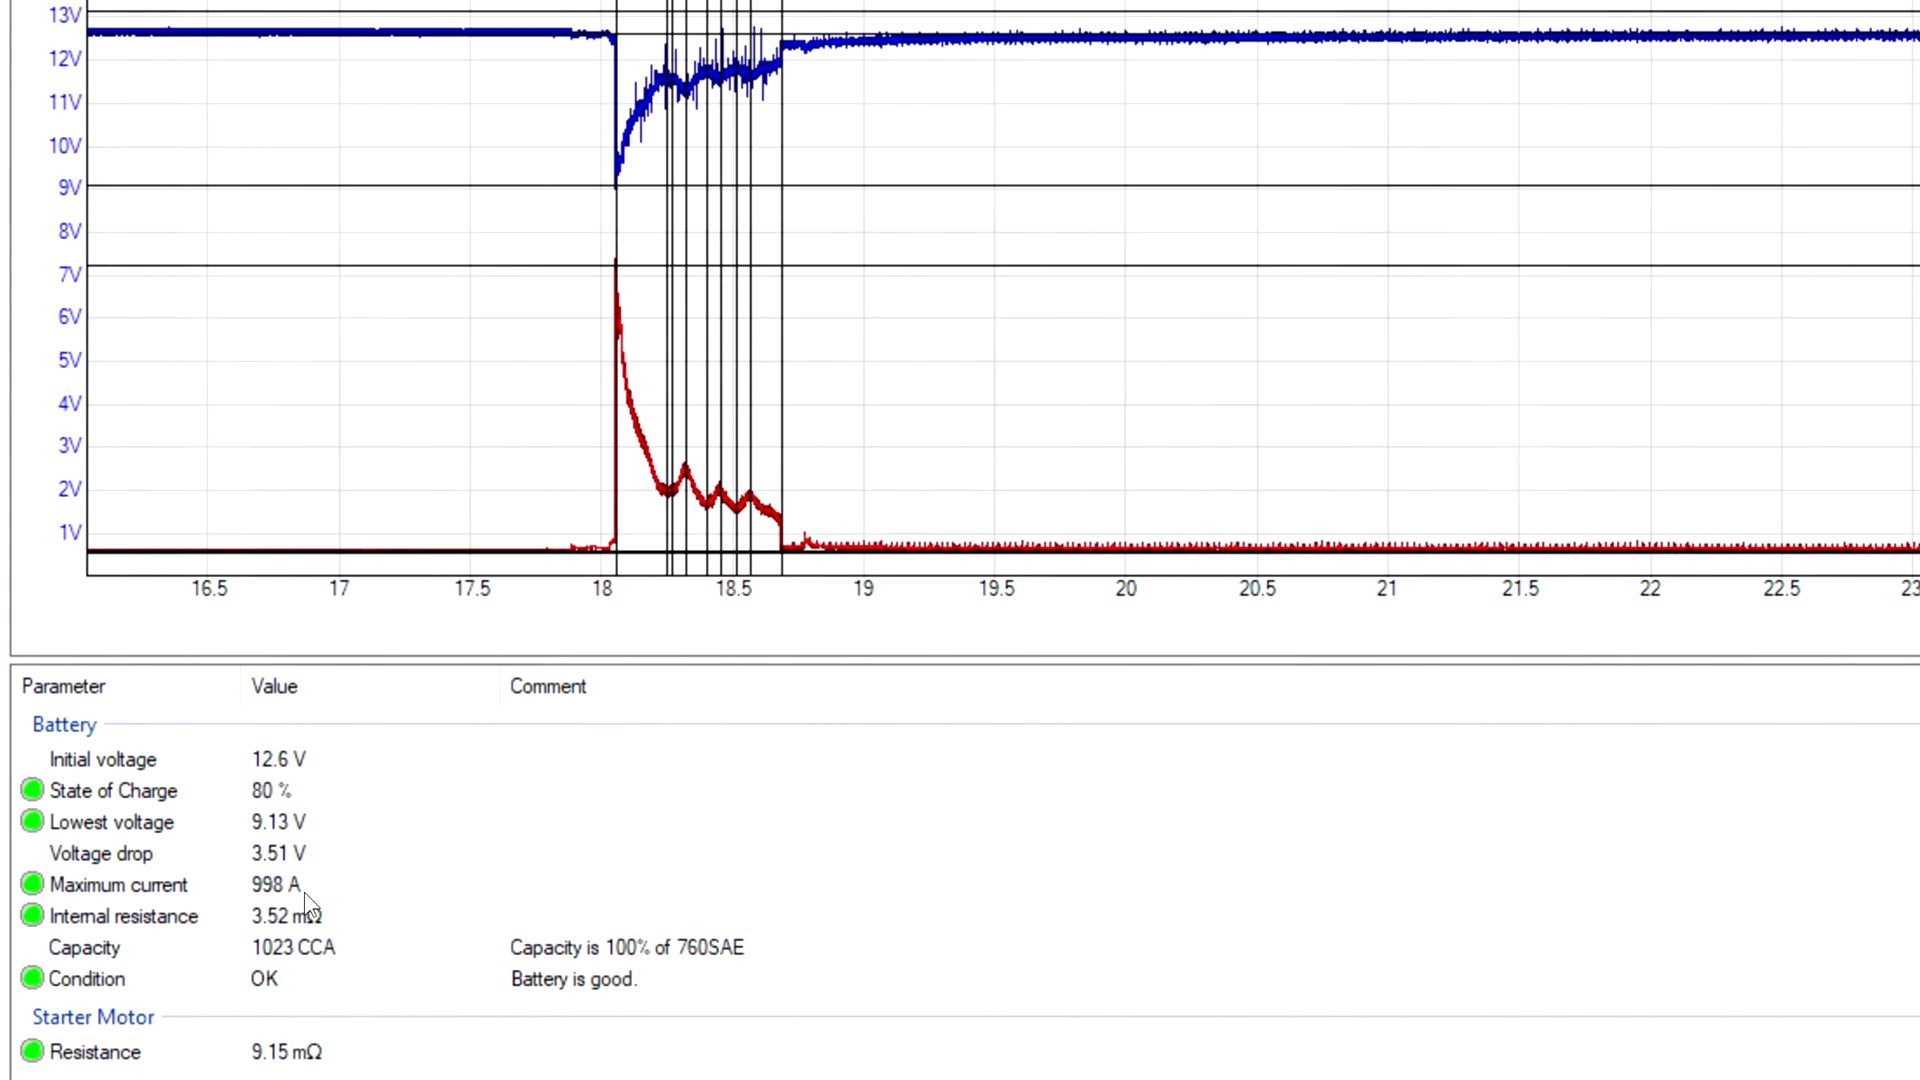 13V
12V
11V
10V
9V
8V
7V
6V
5V
4V
3V
2V
1V
16.5 17 17.5 18 18.5 19 19.5 20 20.5 21 21.5 22 22.5 23
Parameter Value Comment
Battery
Initial voltage 12.6 V
State of Charge 80 %
Lowest voltage 9.13 V
Voltage drop 3.51 V
Maximum current 998 A
Internal resistance 3.52 mΩ
Capacity 1023 CCA Capacity is 100% of 760SAE
Condition OK Battery is good.
Starter Motor
Resistance 9.15 mΩ